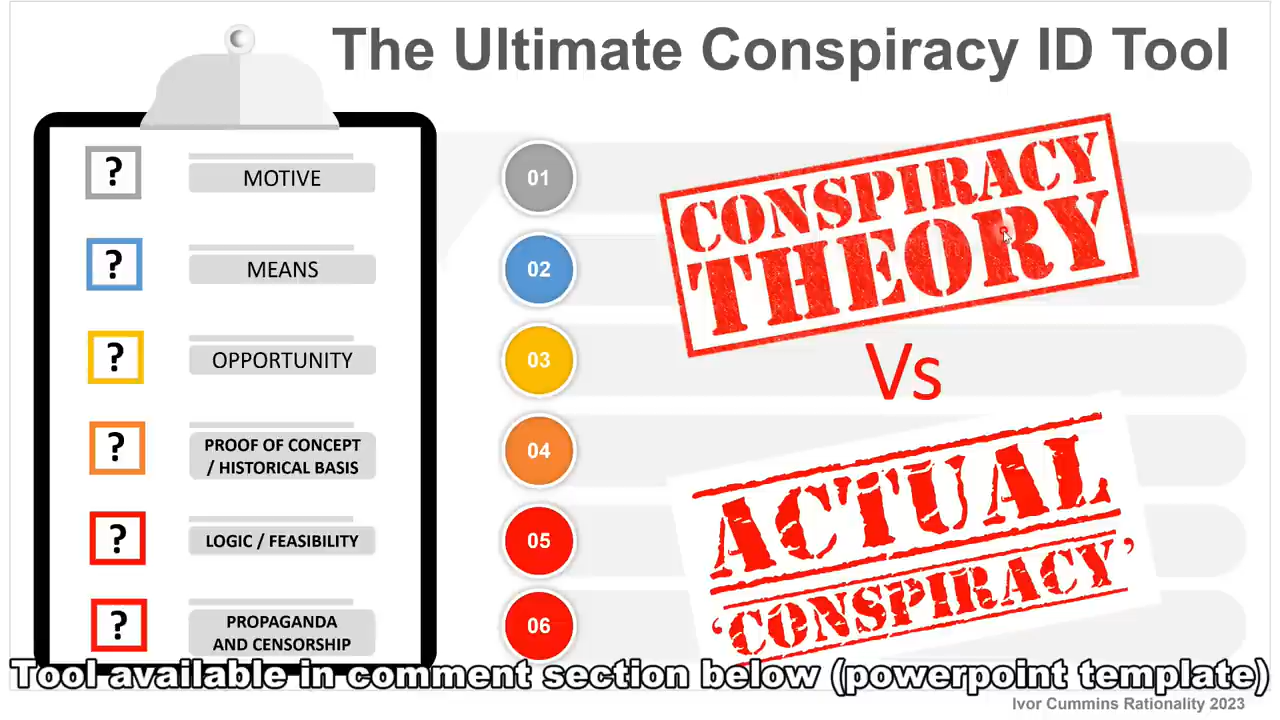 The Ultimate Conspiracy ID Tool
? MOTIVE
? MEANS
? OPPORTUNITY
? PROOF OF CONCEPT
/ HISTORICAL BASIS
? LOGIC / FEASIBILITY
? PROPAGANDA
AND CENSORSHIP
01
02
03
04
05
06
CONSPIRACY
THEORY
Vs
ACTUAL
‘CONSPIRACY’
Tool available in comment section below (powerpoint template)
Ivor Cummins Rationality 2023